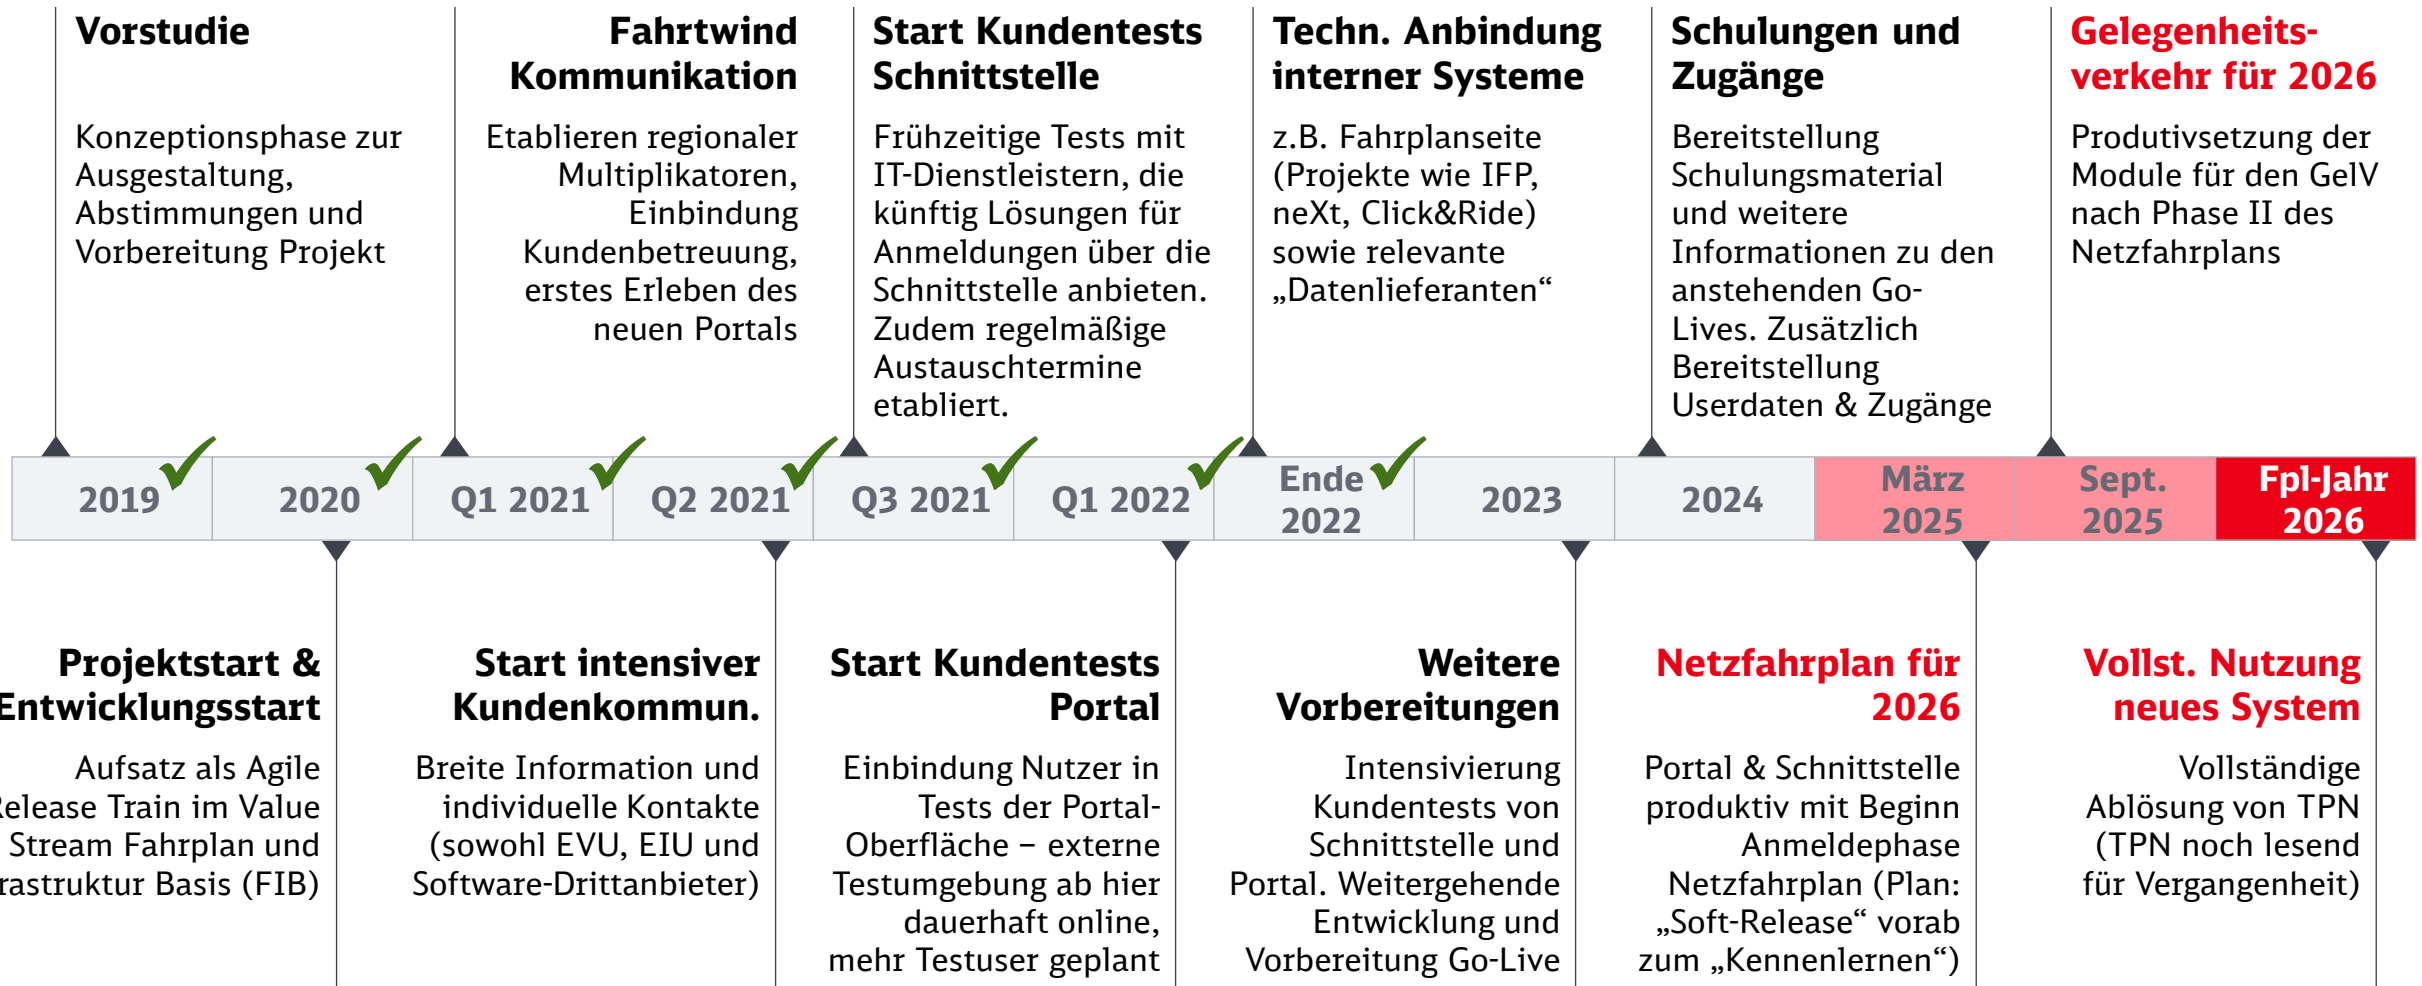 Vorstudie
Konzeptionsphase zur
Ausgestaltung,
Abstimmungen und
Vorbereitung Projekt
Fahrtwind
Kommunikation
Etablieren regionaler
Multiplikatoren,
Einbindung
Kundenbetreuung,
erstes Erleben des
neuen Portals
Start Kundentests
Schnittstelle
Frühzeitige Tests mit
IT-Dienstleistern, die
künftig Lösungen für
Anmeldungen über die
Schnittstelle anbieten.
Zudem regelmäßige
Austauschtermine
etabliert.
Techn. Anbindung
interner Systeme
z.B. Fahrplanseite
(Projekte wie IFP,
neXt, Click&Ride)
sowie relevante
„Datenlieferanten“
Schulungen und
Zugänge
Bereitstellung
Schulungsmaterial
und weitere
Informationen zu den
anstehenden Go-
Lives. Zusätzlich
Bereitstellung
Userdaten & Zugänge
Gelegenheits-
verkehr für 2026
Produtivsetzung der
Module für den GelV
nach Phase II des
Netzfahrplans
2019
2020
Q1 2021
Q2 2021
Q3 2021
Q1 2022
Ende
2022
2023
2024
März
2025
Sept.
2025
Fpl-Jahr
2026
Projektstart &
Entwicklungsstart
Aufsatz als Agile
Release Train im Value
Stream Fahrplan und
rastruktur Basis (FIB)
Start intensiver
Kundenkommun.
Breite Information und
individuelle Kontakte
(sowohl EVU, EIU und
Software-Drittanbieter)
Start Kundentests
Portal
Einbindung Nutzer in
Tests der Portal-
Oberfläche – externe
Testumgebung ab hier
dauerhaft online,
mehr Testuser geplant
Weitere
Vorbereitungen
Intensivierung
Kundentests von
Schnittstelle und
Portal. Weitergehende
Entwicklung und
Vorbereitung Go-Live
Netzfahrplan für
2026
Portal & Schnittstelle
produktiv mit Beginn
Anmeldephase
Netzfahrplan (Plan:
„Soft-Release“ vorab
zum „Kennenlernen“)
Vollst. Nutzung
neues System
Vollständige
Ablösung von TPN
(TPN noch lesend
für Vergangenheit)